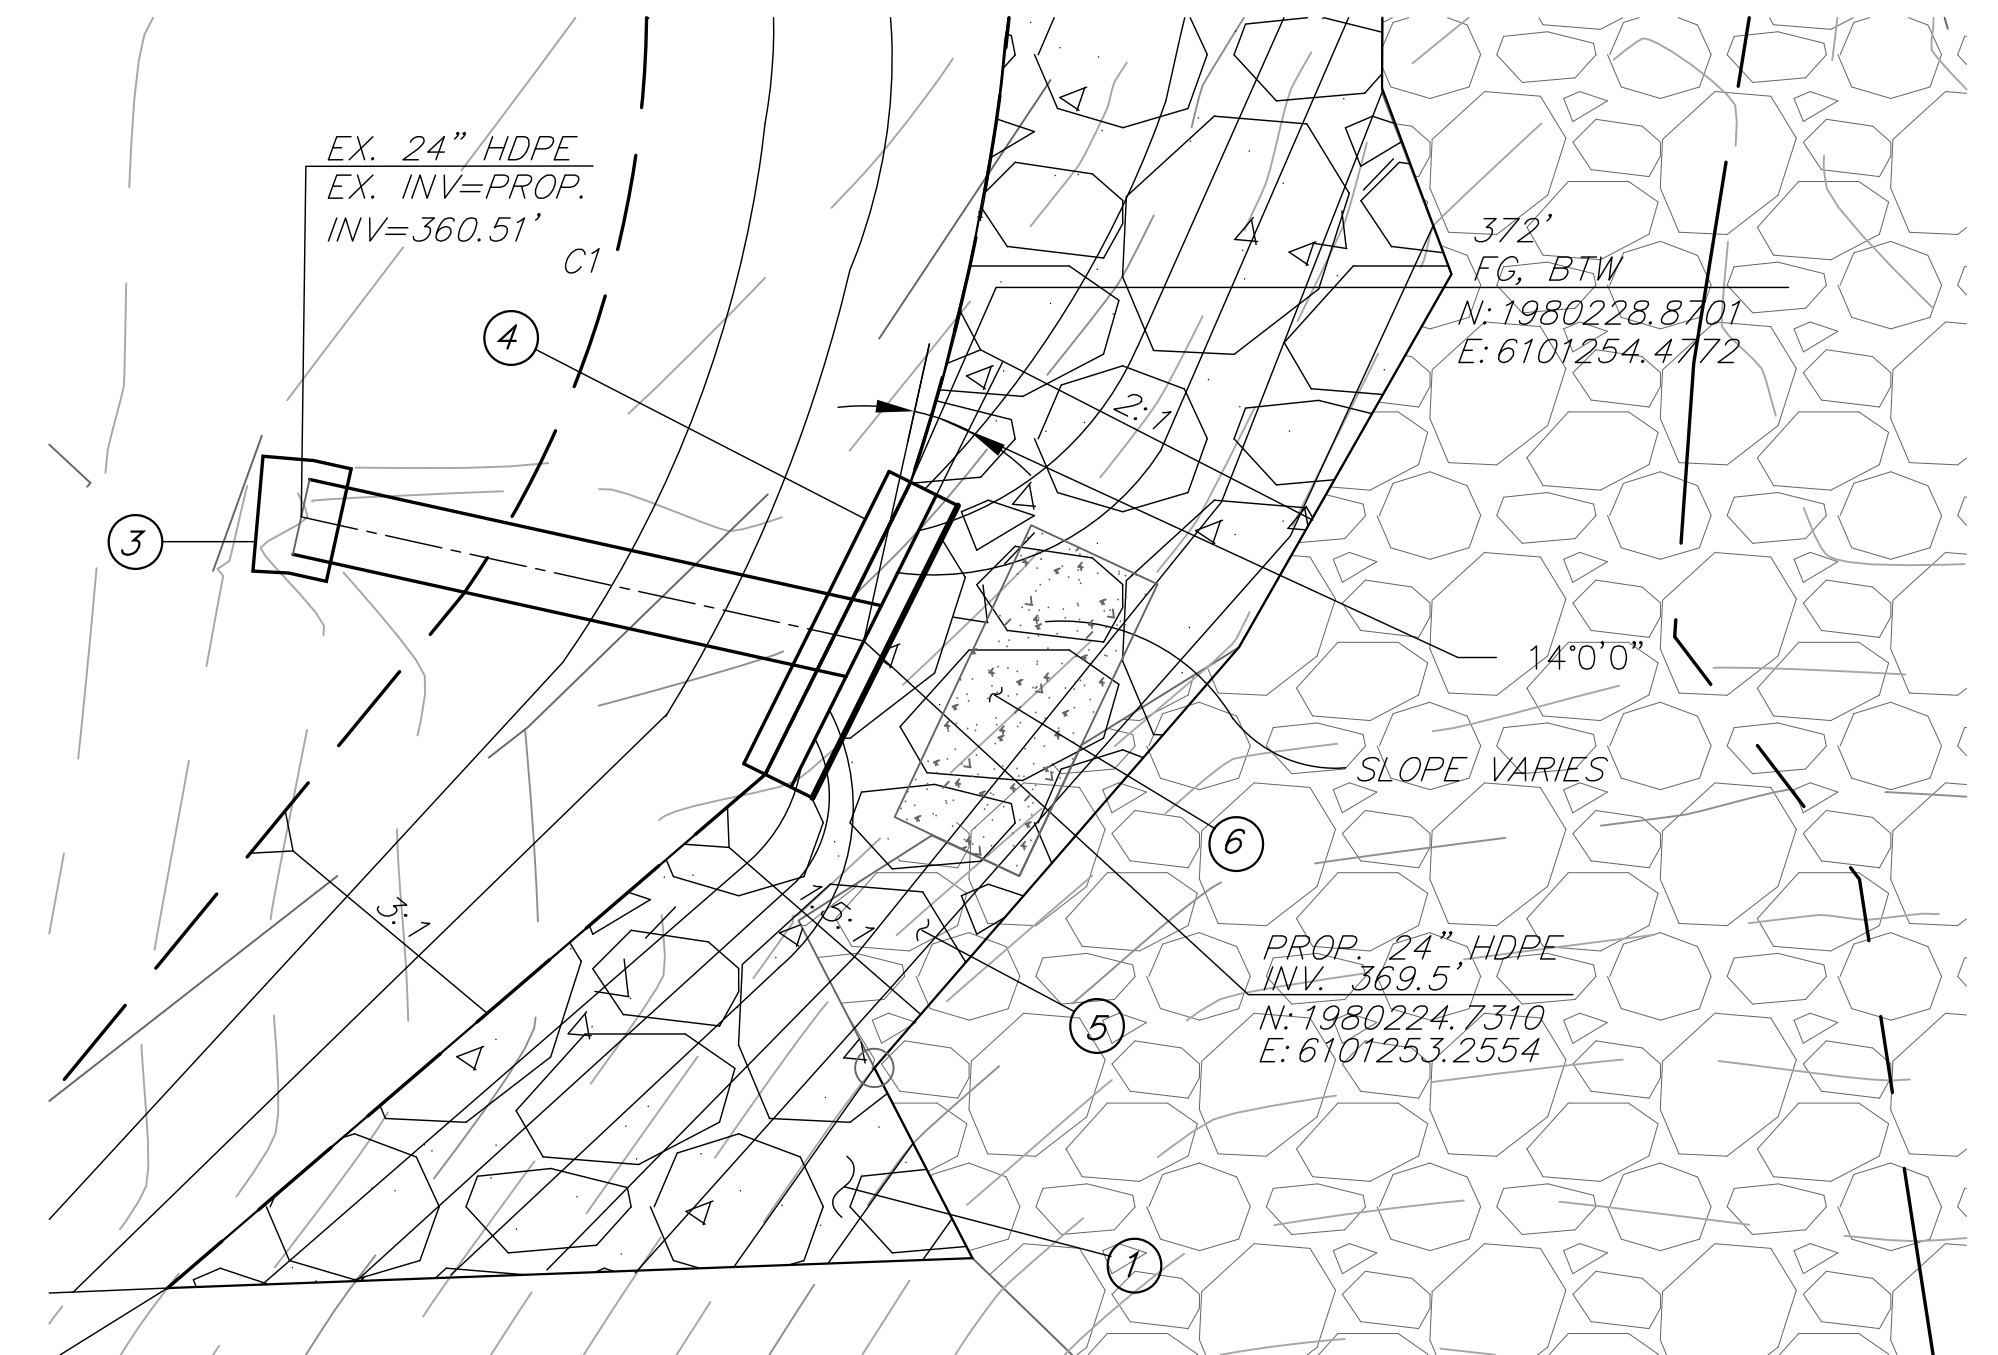 EX. 24" HDPE
EX. INV=PROP.
INV=360.51'
C1
372'
FG, BTW
N: 1980228.8701
E: 6101254.4772
4
2:1
3
14°0'0"
SLOPE VARIES
6
3:1
1.5:1
PROP. 24" HDPE
INV. 369.5'
N: 1980224.7310
E: 6101253.2554
5
1